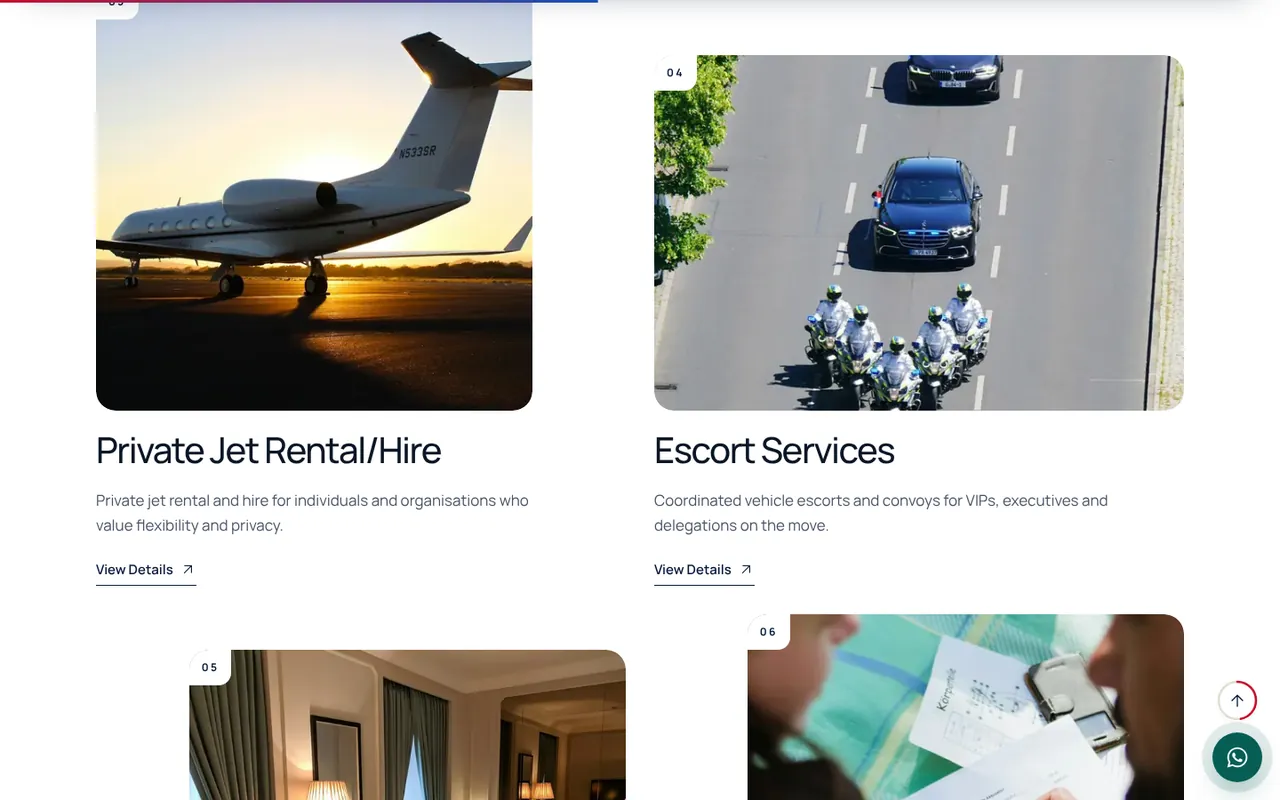 04
N533SR
Private Jet Rental/Hire
Private jet rental and hire for individuals and organisations who
value flexibility and privacy.
View Details
Escort Services
Coordinated vehicle escorts and convoys for VIPs, executives and
delegations on the move.
View Details
05
06
Körperteile